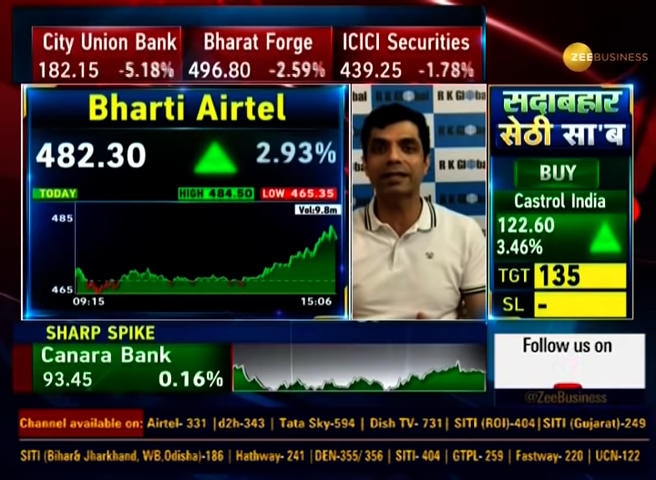 City Union Bank
182.15 -5.18%
Bharat Forge
496.80 -2.59%
ICICI Securities
439.25 -1.78%
ZEEBUSINESS
Bharti Airtel
482.30 2.93%
TODAY HIGH 484.50 LOW 465.35
Vol:9.8m
485
465
09:15 15:06
R K Global
सदाबहार
सेठी सा'ब
BUY
Castrol India
122.60
3.46%
TGT 135
SL -
SHARP SPIKE
Canara Bank
93.45 0.16%
Follow us on
@ZeeBusiness
Channel available on: Airtel- 331 | d2h-343 | Tata Sky-594 | Dish TV- 731 | SITI (ROI)-404 | SITI (Gujarat)-249
SITI (Bihar& Jharkhand, WB,Odisha)-186 | Hathway- 241 | DEN-355/ 356 | SITI- 404 | GTPL- 259 | Fastway- 220 | UCN-122